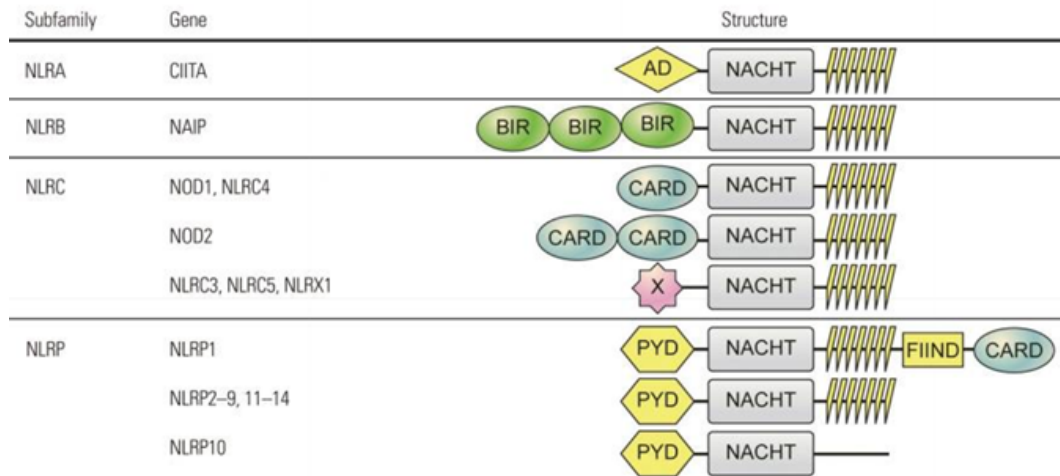 Subfamily Gene Structure
NLRA CIITA AD NACHT
NLRB NAIP BIR BIR BIR NACHT
NLRC NOD1, NLRC4 CARD NACHT
NOD2 CARD CARD NACHT
NLRC3, NLRC5, NLRX1 X NACHT
NLRP NLRP1 PYD NACHT FIIND CARD
NLRP2–9, 11–14 PYD NACHT
NLRP10 PYD NACHT